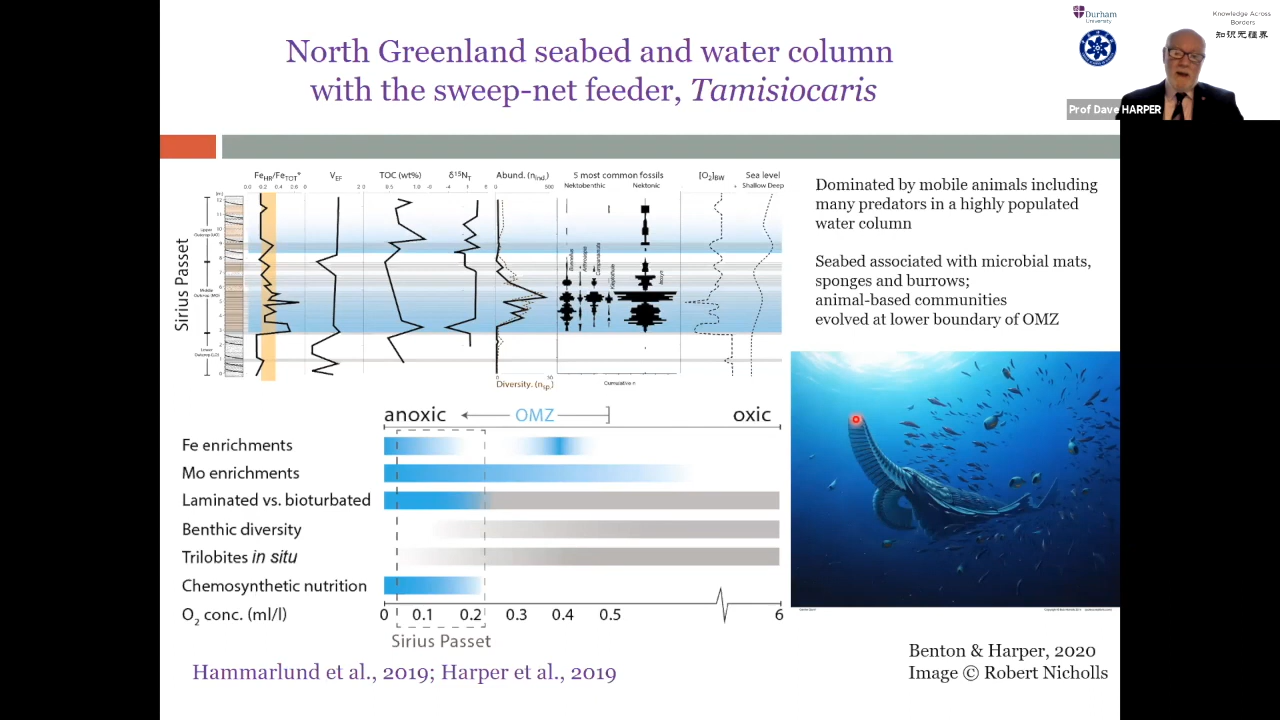 North Greenland seabed and water column
with the sweep-net feeder, Tamisiocaris
Durham
University
Knowledge Across
Borders
知识无疆界
Prof Dave HARPER
Fe_HR/Fe_TOT V_EF TOC (wt%) δ¹⁵N_T Abund. (n_ind.) 5 most common fossils [O₂]_BW Sea level
Nektobenthic Nektonic Shallow Deep
Sirius Passet
Diversity. (n_sp.)
Cumulative n
Dominated by mobile animals including
many predators in a highly populated
water column
Seabed associated with microbial mats,
sponges and burrows;
animal-based communities
evolved at lower boundary of OMZ
anoxic OMZ oxic
Fe enrichments
Mo enrichments
Laminated vs. bioturbated
Benthic diversity
Trilobites in situ
Chemosynthetic nutrition
O₂ conc. (ml/l) 0 0.1 0.2 0.3 0.4 0.5 6
Sirius Passet
Hammarlund et al., 2019; Harper et al., 2019
Benton & Harper, 2020
Image © Robert Nicholls